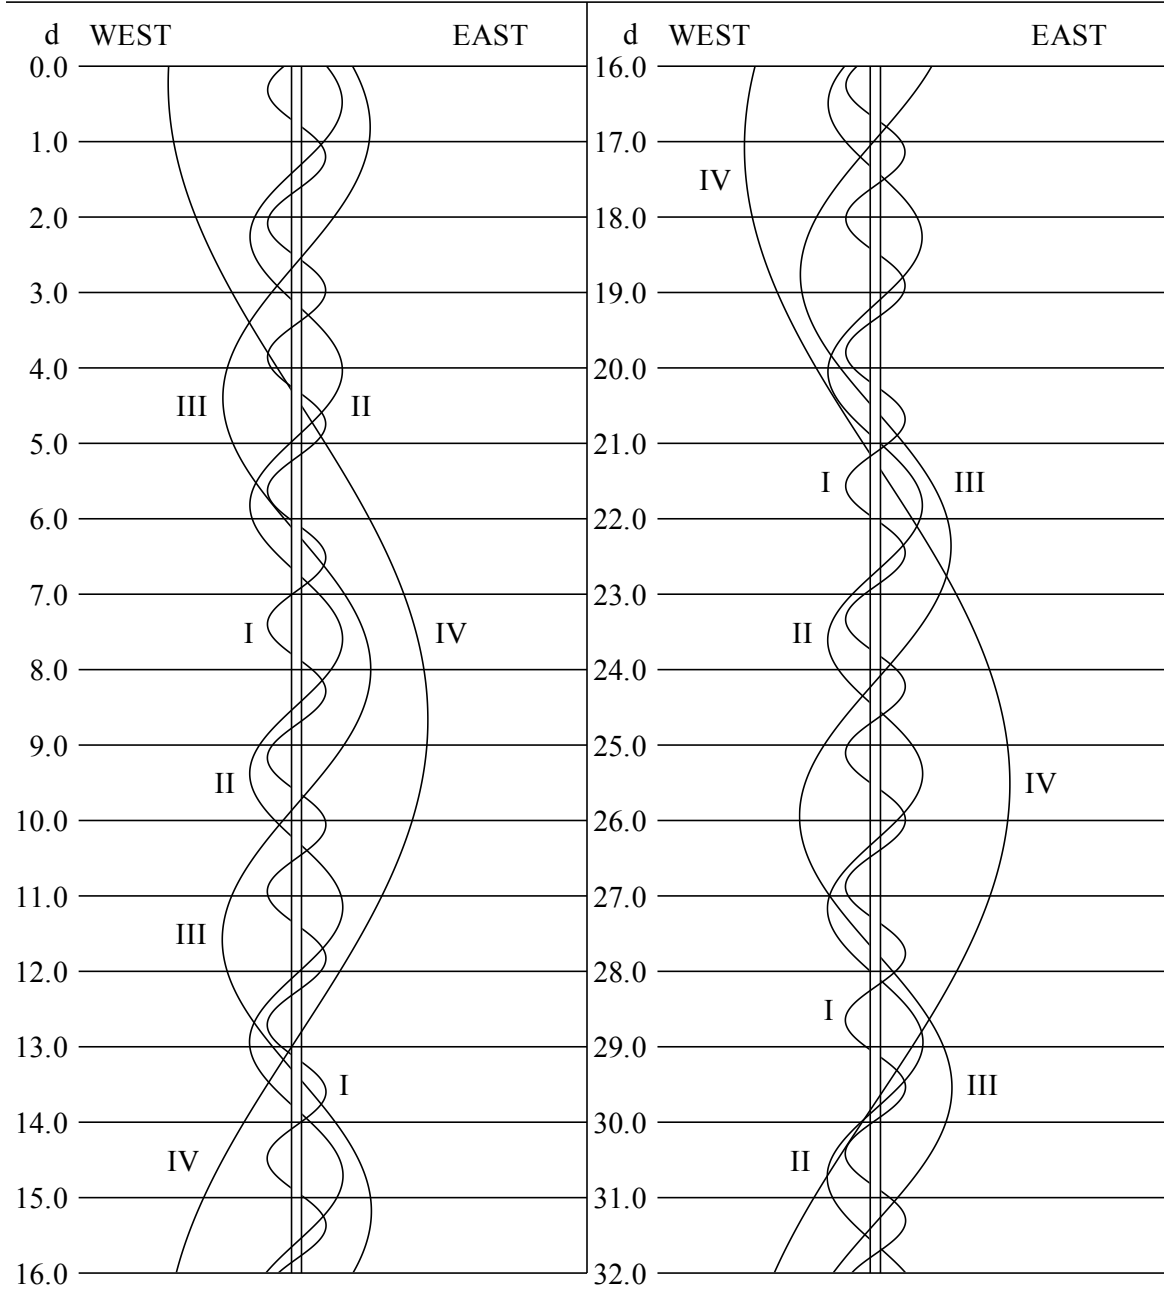 d WEST EAST d WEST EAST
0.0 16.0
1.0 17.0
IV
2.0 18.0
3.0 19.0
4.0 20.0
III II
5.0 21.0
I III
6.0 22.0
7.0 23.0
I IV II
8.0 24.0
9.0 25.0
II IV
10.0 26.0
11.0 27.0
III
12.0 28.0
I
13.0 29.0
I III
14.0 30.0
IV II
15.0 31.0
16.0 32.0